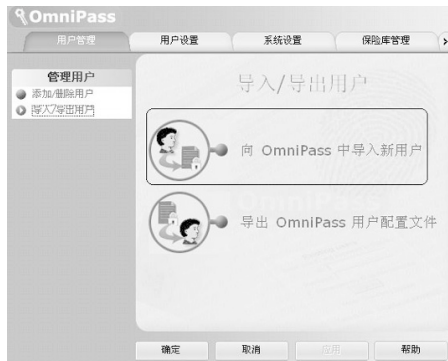 OmniPass
用户管理 用户设置 系统设置 保险库管理
管理用户
添加/删除用户
导入/导出用户
导入/导出用户
向 OmniPass 中导入新用户
导出 OmniPass 用户配置文件
确定 取消 应用 帮助